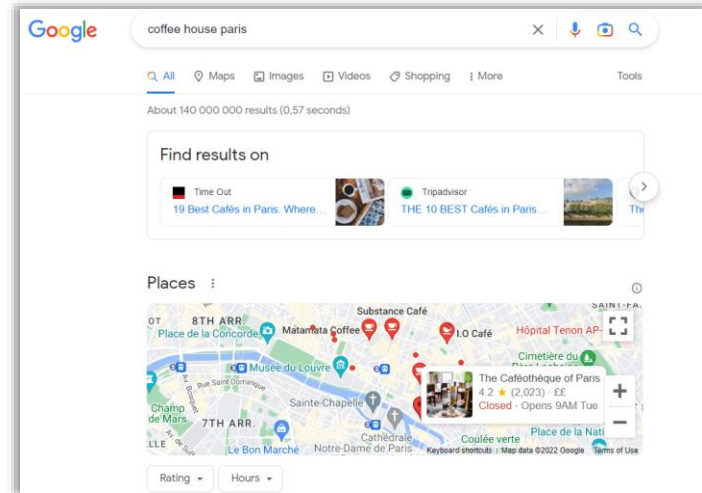 Google
coffee house paris
All Maps Images Videos Shopping More Tools
About 140 000 000 results (0,57 seconds)
Find results on
Time Out
19 Best Cafés in Paris: Where...
Tripadvisor
THE 10 BEST Cafés in Paris...
Places
8TH ARR.
Place de la Concorde
Matamata Coffee
Substance Café
I.O Café
Hôpital Tenon AP-
Cimetière du
Musée du Louvre
Rue Saint-Dominique
Av. Bosquet
Sainte-Chapelle
Champ
de Mars
7TH ARR.
Le Bon Marché
Cathédrale
Notre-Dame de Paris
The Caféothèque of Paris
4.2 ★ (2,023) · ££
Closed · Opens 9AM Tue
Coulée verte
Place de la Nati
Keyboard shortcuts Map data ©2022 Google Terms of Use
Rating Hours